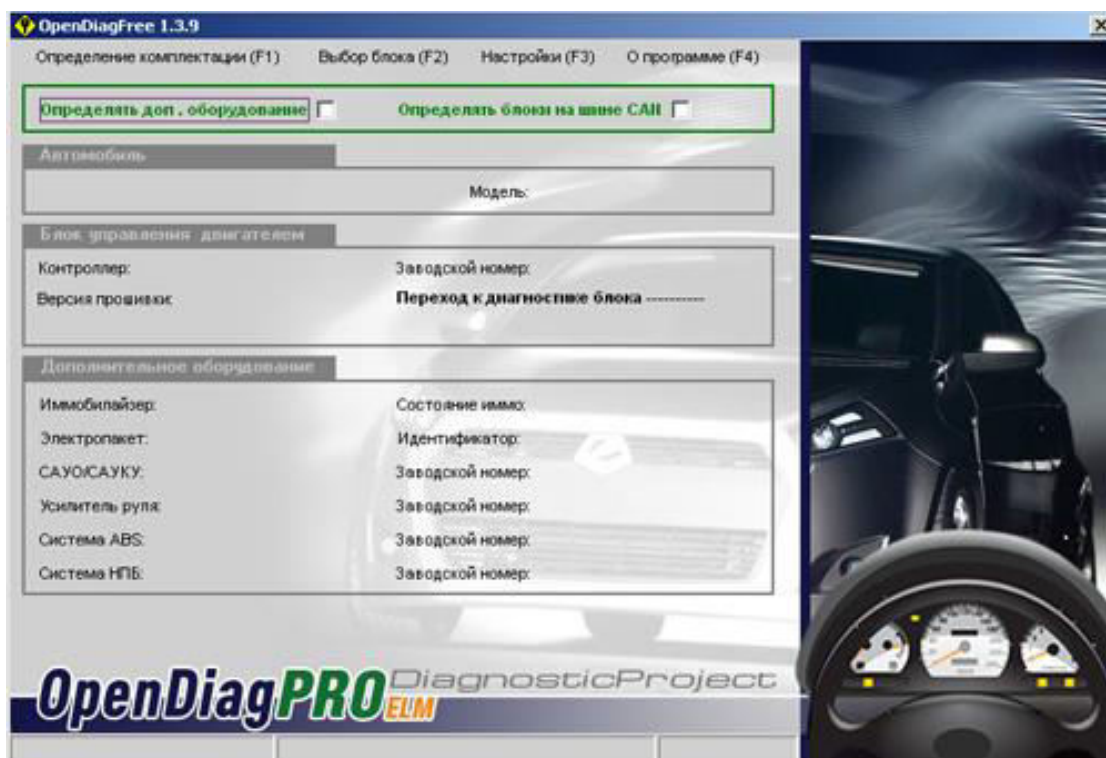 OpenDiagFree 1.3.9
Определение комплектации (F1) Выбор блока (F2) Настройки (F3) О программе (F4)
Определять доп . оборудование Определять блоки на шине CAN
Автомобиль
Модель:
Блок управления двигателем
Контроллер: Заводской номер:
Версия прошивки: Переход к диагностике блока ----------
Дополнительное оборудование
Иммобилайзер: Состояние иммо:
Электропакет: Идентификатор:
САУО/САУКУ: Заводской номер:
Усилитель руля: Заводской номер:
Система ABS: Заводской номер:
Система НПБ: Заводской номер:
OpenDiagPRO ELM DiagnosticProject